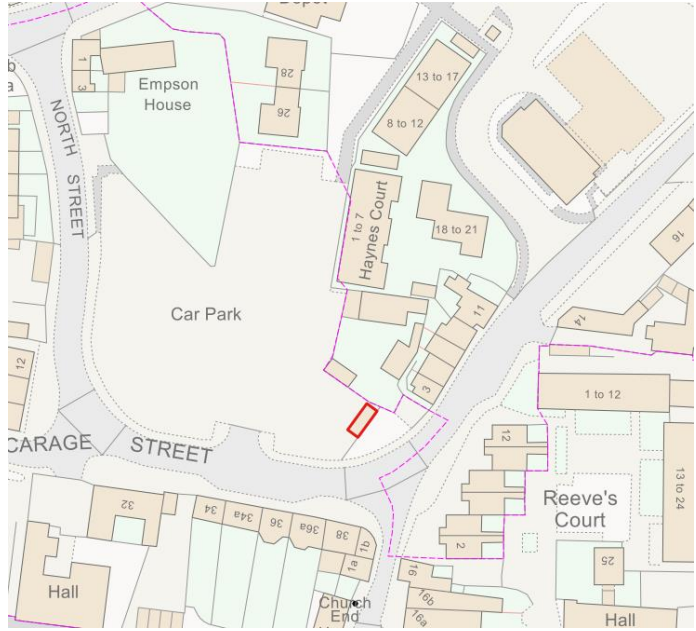 Depot
b
a
1
3
Empson
House
28
26
13 to 17
8 to 12
NORTH
STREET
1 to 7
Haynes Court
18 to 21
16
Car Park
11
14
3
12
1 to 12
CARAGE STREET
12
13 to 24
Reeve's
Court
32
34
34a
36
36a
38
1b
1a
2
25
16
16b
16a
Hall
Church
End
Hall